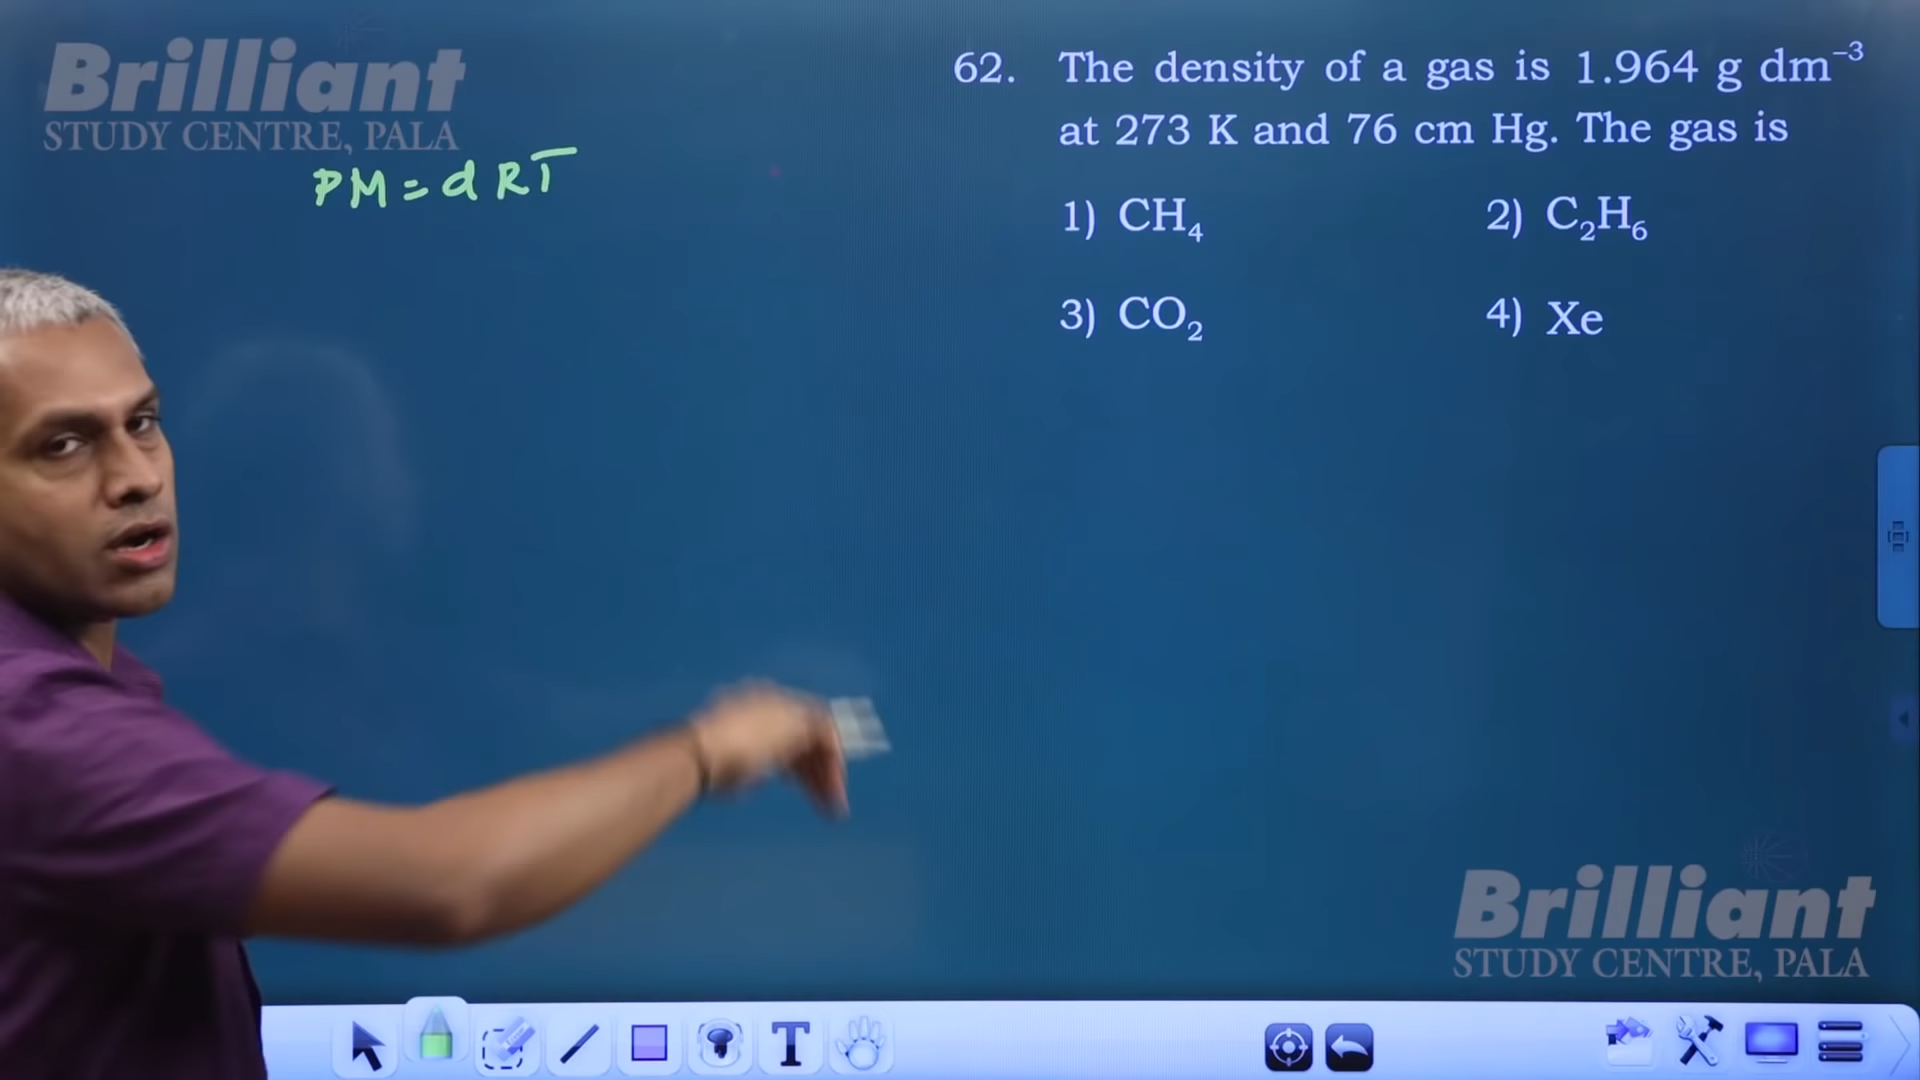 Brilliant
STUDY CENTRE, PALA
PM = dRT
62. The density of a gas is 1.964 g dm⁻³
at 273 K and 76 cm Hg. The gas is
1) CH₄ 2) C₂H₆
3) CO₂ 4) Xe
Brilliant
STUDY CENTRE, PALA
T